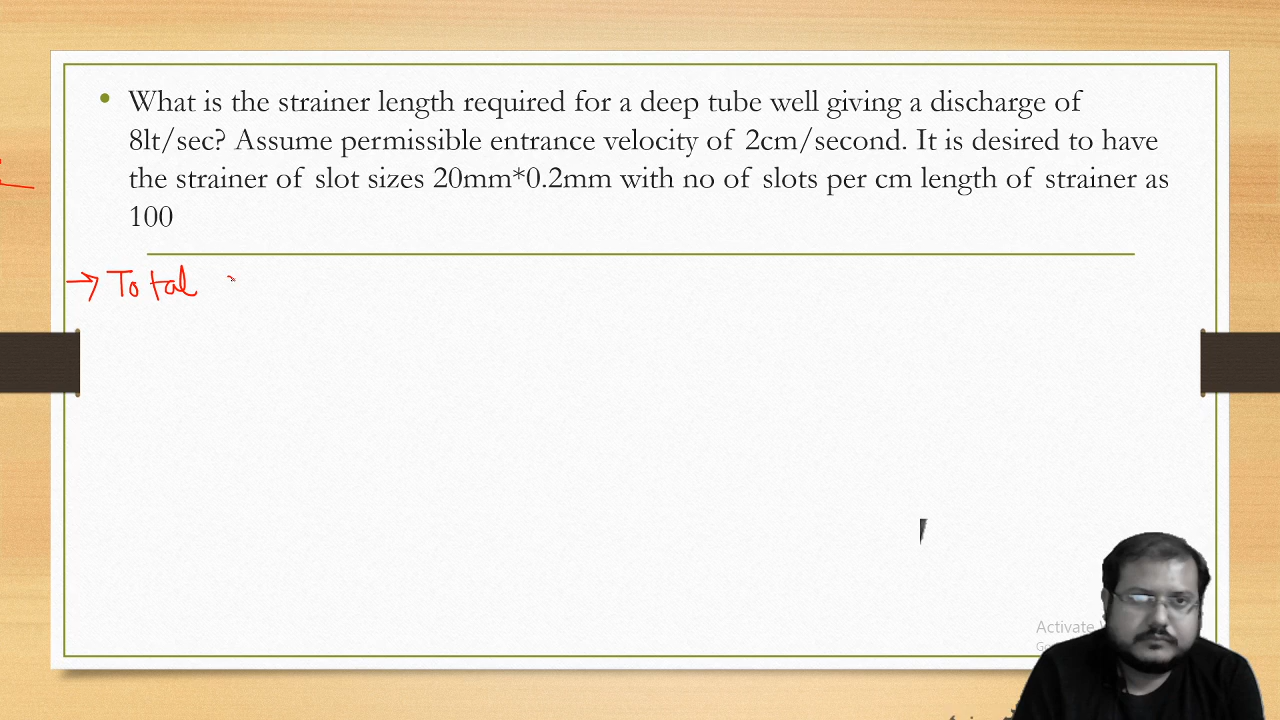 • What is the strainer length required for a deep tube well giving a discharge of
8lt/sec? Assume permissible entrance velocity of 2cm/second. It is desired to have
the strainer of slot sizes 20mm*0.2mm with no of slots per cm length of strainer as
100
→ Total
Activate